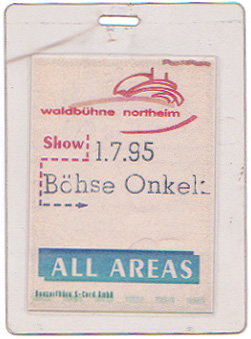 waldbühne northeim
Show 1.7.95
Böhse Onkelz
ALL AREAS